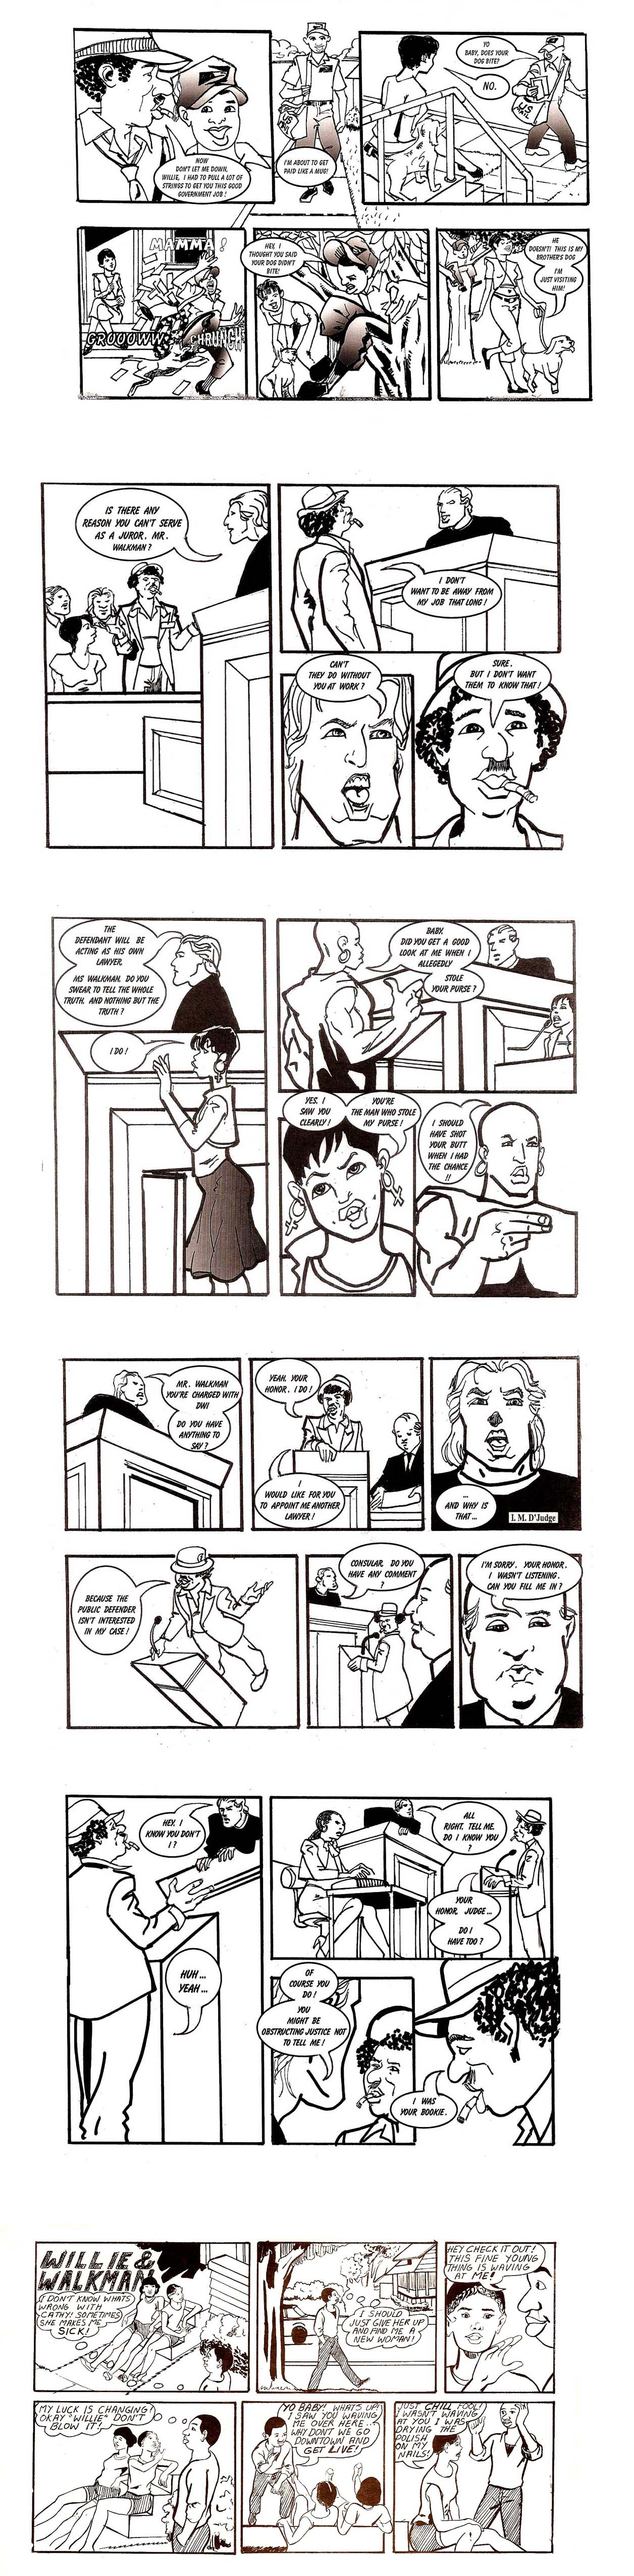 NOW
DON'T LET ME DOWN,
WILLIE, I HAD TO PULL A LOT OF
STRINGS TO GET YOU THIS GOOD
GOVERNMENT JOB!
I'M ABOUT TO GET
PAID LIKE A MUG!
YO
BABY, DOES YOUR
DOG BITE?
NO.
US
MAIL
MAMMA!
GROOOWW
CHRUNCH
HEY, I
THOUGHT YOU SAID
YOUR DOG DIDN'T
BITE!
HE
DOESN'T! THIS IS MY
BROTHER'S DOG
I'M
JUST VISITING
HIM!
IS THERE ANY
REASON YOU CAN'T SERVE
AS A JUROR, MR.
WALKMAN?
I DON'T
WANT TO BE AWAY FROM
MY JOB THAT LONG!
CAN'T
THEY DO WITHOUT
YOU AT WORK?
SURE,
BUT I DON'T WANT
THEM TO KNOW THAT!
THE
DEFENDANT WILL BE
ACTING AS HIS OWN
LAWYER.
MS WALKMAN, DO YOU
SWEAR TO TELL THE WHOLE
TRUTH, AND NOTHING BUT THE
TRUTH?
I DO!
BABY,
DID YOU GET A GOOD
LOOK AT ME WHEN I
ALLEGEDLY
STOLE
YOUR PURSE?
YES. I
SAW YOU
CLEARLY!
YOU'RE
THE MAN WHO STOLE
MY PURSE!
I SHOULD
HAVE SHOT
YOUR BUTT
WHEN I HAD
THE CHANCE
!!
MR. WALKMAN
YOU'RE CHARGED WITH
DWI
DO YOU HAVE
ANYTHING TO
SAY?
YEAH, YOUR
HONOR, I DO!
I
WOULD LIKE FOR YOU
TO APPOINT ME ANOTHER
LAWYER!
...
AND WHY IS
THAT...
I. M. D'Judge
BECAUSE THE
PUBLIC DEFENDER
ISN'T INTERESTED
IN MY CASE!
CONSULAR, DO YOU
HAVE ANY COMMENT
?
I'M SORRY, YOUR HONOR,
I WASN'T LISTENING.
CAN YOU FILL ME IN?
HEY, I
KNOW YOU DON'T
I?
HUH...
YEAH...
ALL
RIGHT, TELL ME,
DO I KNOW YOU
?
YOUR
HONOR, JUDGE...
DO I
HAVE TOO?
OF
COURSE YOU
DO!
YOU
MIGHT BE
OBSTRUCTING JUSTICE NOT
TO TELL ME!
I WAS
YOUR BOOKIE.
WILLIE &
WALKMAN
I DON'T KNOW WHATS
WRONG WITH
CATHY! SOMETIMES
SHE MAKES ME
SICK!
I SHOULD
JUST GIVE HER UP
AND FIND ME A
NEW WOMAN!
HEY CHECK IT OUT!
THIS FINE YOUNG
THING IS WAVING
AT ME!
MY LUCK IS CHANGING!
OKAY "WILLIE" DON'T
BLOW IT!
YO BABY! WHATS UP!
I SAW YOU WAVING
ME OVER HERE...
WHY DON'T WE GO
DOWNTOWN AND
GET LIVE!
JUST CHILL FOOL!
I WASN'T WAVING
AT YOU I WAS
DRYING THE
POLISH
ON MY
NAILS!